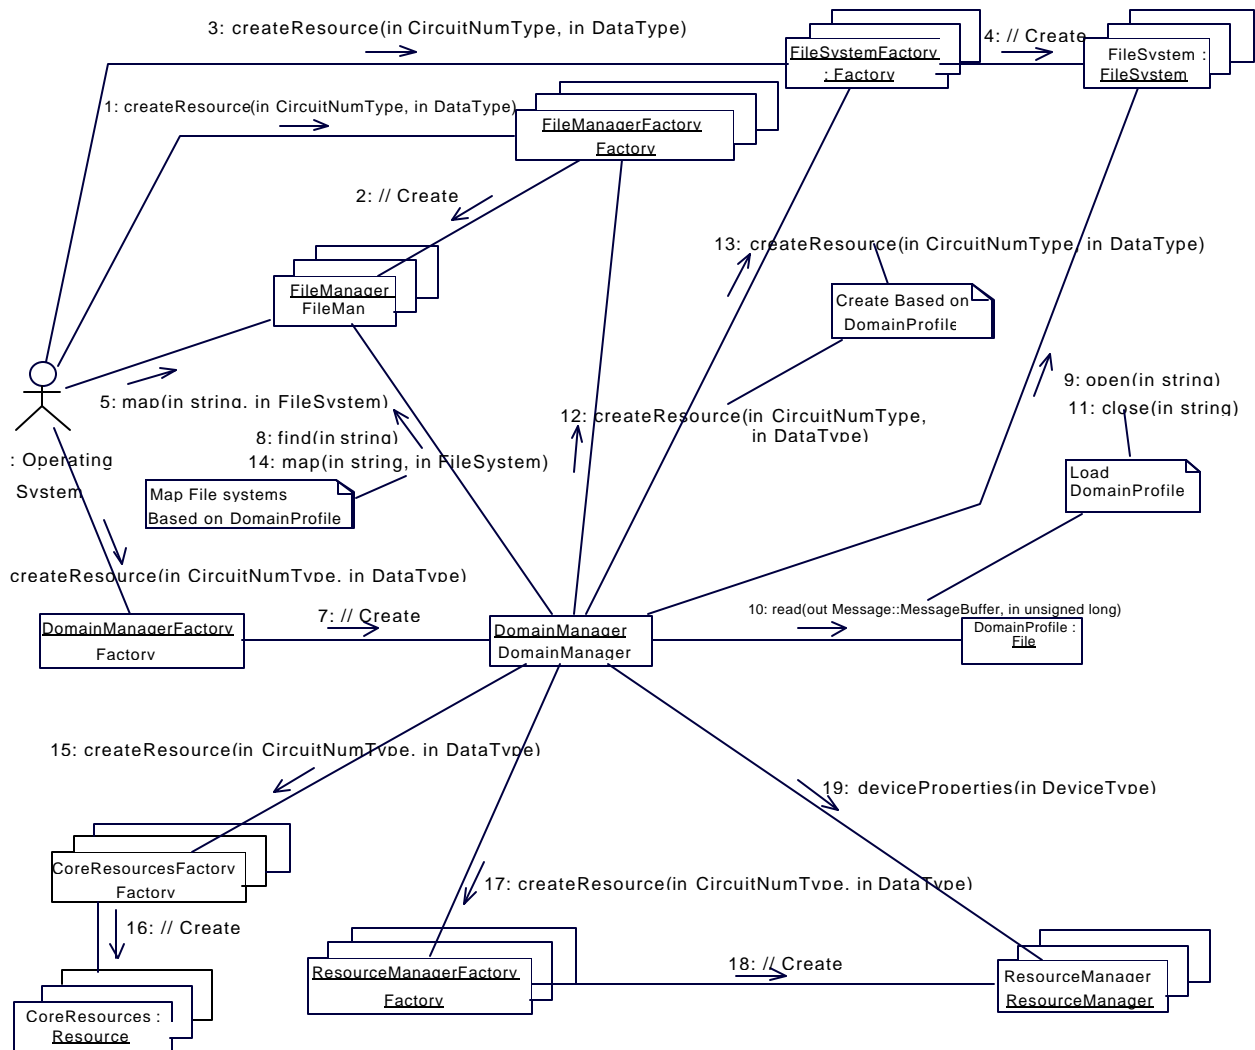 3: createResource(in CircuitNumType, in DataType)
FileSystemFactory
: Factory
4: // Create
FileSystem :
FileSystem
1: createResource(in CircuitNumType, in DataType)
FileManagerFactory
Factory
2: // Create
13: createResource(in CircuitNumType, in DataType)
FileManager
FileMan
Create Based on
DomainProfile
5: map(in string, in FileSystem)
9: open(in string)
11: close(in string)
12: createResource(in CircuitNumType,
in DataType)
8: find(in string)
14: map(in string, in FileSystem)
: Operating
System
Map File systems
Based on DomainProfile
Load
DomainProfile
createResource(in CircuitNumType, in DataType)
7: // Create
10: read(out Message::MessageBuffer, in unsigned long)
DomainManagerFactory
Factory
DomainManager
DomainManager
DomainProfile :
File
15: createResource(in CircuitNumType, in DataType)
19: deviceProperties(in DeviceType)
CoreResourcesFactory
Factory
17: createResource(in CircuitNumType, in DataType)
16: // Create
18: // Create
ResourceManagerFactory
Factory
ResourceManager
ResourceManager
CoreResources :
Resource